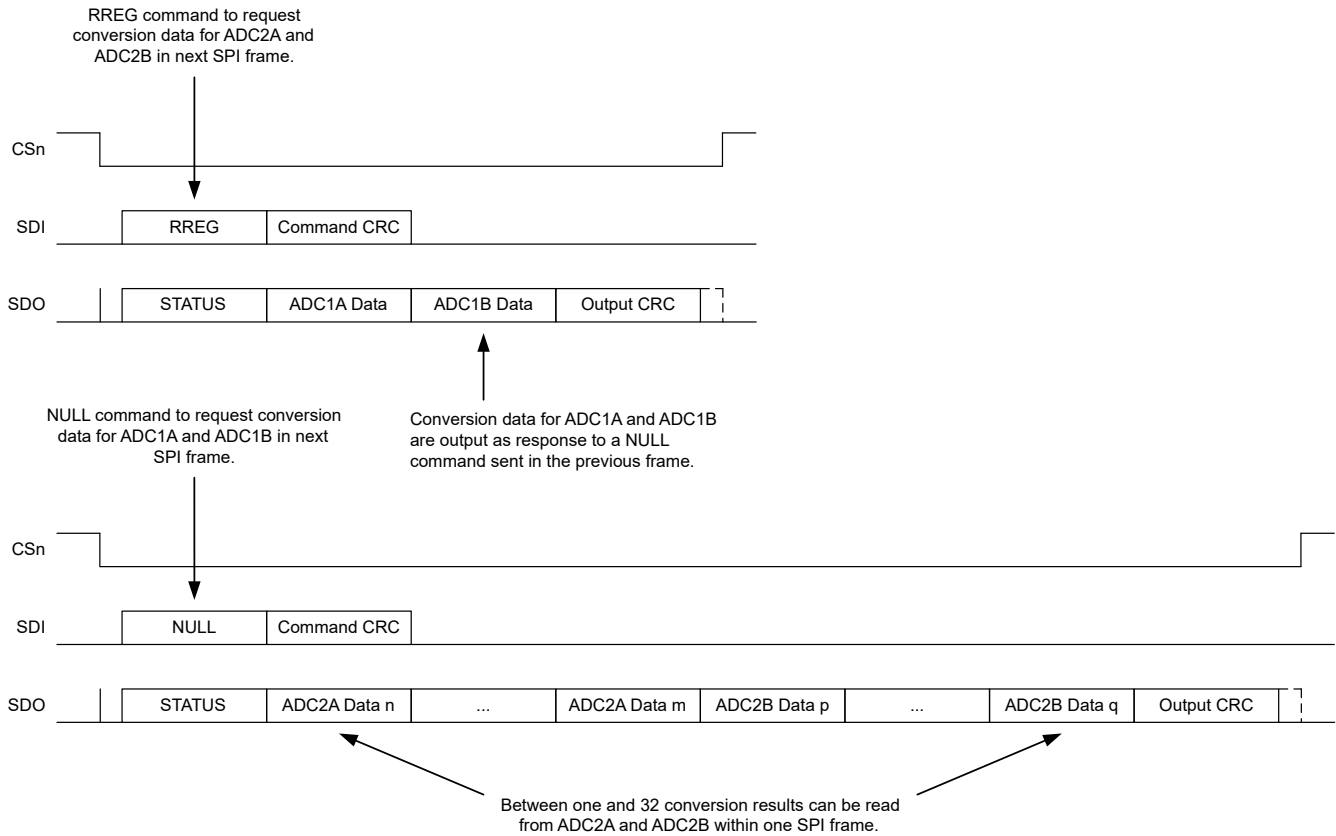 RREG command to request
conversion data for ADC2A and
ADC2B in next SPI frame.
CSn
SDI RREG Command CRC
SDO STATUS ADC1A Data ADC1B Data Output CRC
NULL command to request conversion
data for ADC1A and ADC1B in next
SPI frame.
Conversion data for ADC1A and ADC1B
are output as response to a NULL
command sent in the previous frame.
CSn
SDI NULL Command CRC
SDO STATUS ADC2A Data n ... ADC2A Data m ADC2B Data p ... ADC2B Data q Output CRC
Between one and 32 conversion results can be read
from ADC2A and ADC2B within one SPI frame.